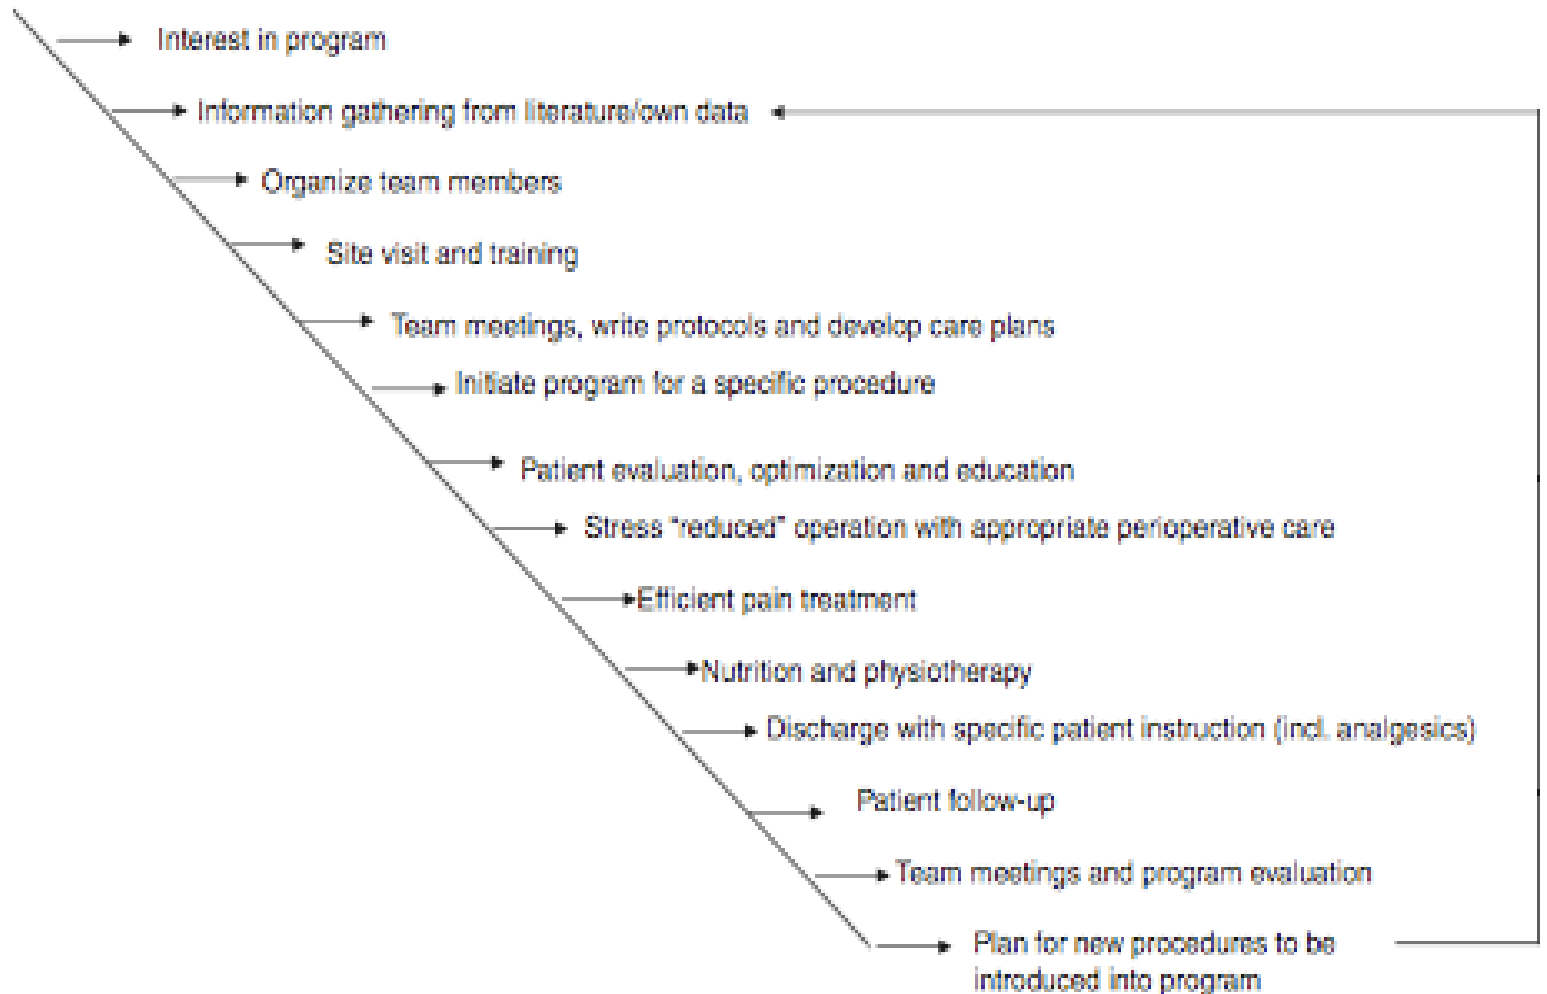 Interest in program
Information gathering from literature/own data
Organize team members
Site visit and training
Team meetings, write protocols and develop care plans
Initiate program for a specific procedure
Patient evaluation, optimization and education
Stress "reduced" operation with appropriate perioperative care
Efficient pain treatment
Nutrition and physiotherapy
Discharge with specific patient instruction (incl. analgesics)
Patient follow-up
Team meetings and program evaluation
Plan for new procedures to be
introduced into program